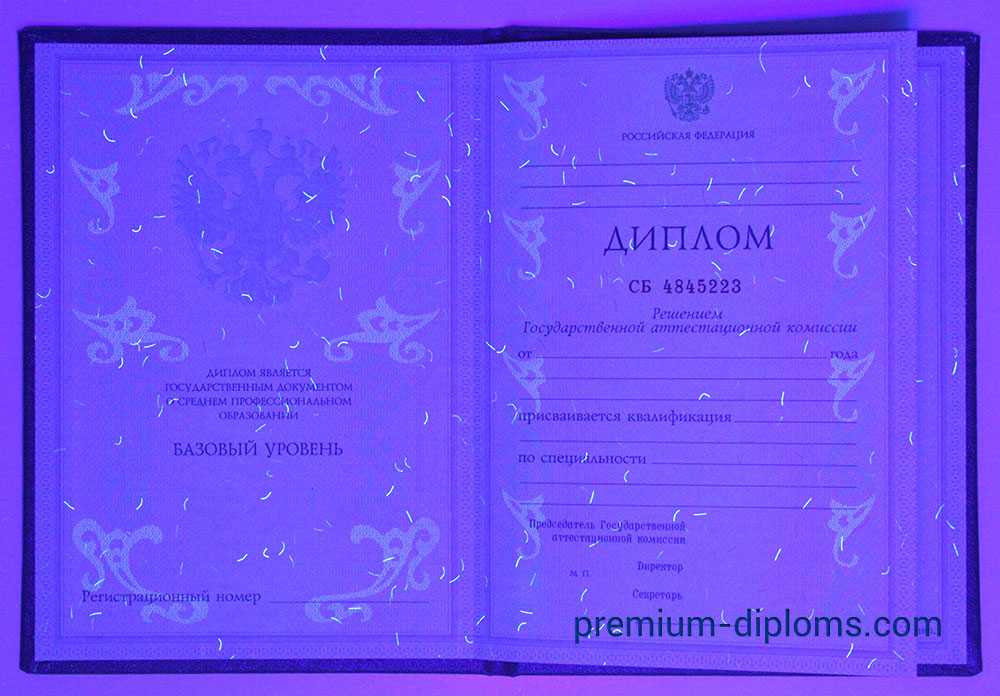 ДИПЛОМ ЯВЛЯЕТСЯ
ГОСУДАРСТВЕННЫМ ДОКУМЕНТОМ
О СРЕДНЕМ ПРОФЕССИОНАЛЬНОМ
ОБРАЗОВАНИИ
БАЗОВЫЙ УРОВЕНЬ
Регистрационный номер
РОССИЙСКАЯ ФЕДЕРАЦИЯ
ДИПЛОМ
СБ 4845223
Решением
Государственной аттестационной комиссии
от года
присваивается квалификация
по специальности
Председатель Государственной
аттестационной комиссии
Директор
М. П.
Секретарь
premium-diploms.com